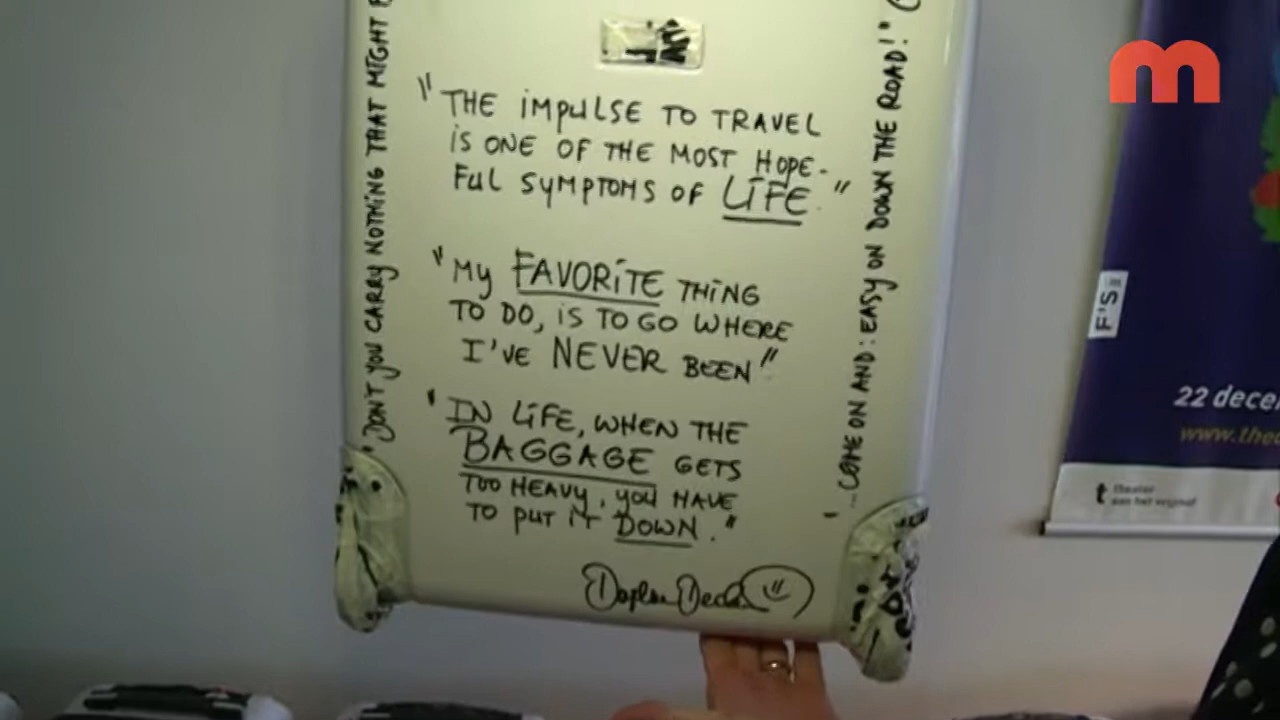 "THE IMPULSE TO TRAVEL
IS ONE OF THE MOST HOPE-
FUL SYMPTOMS OF LIFE."
"MY FAVORITE THING
TO DO, IS TO GO WHERE
I'VE NEVER BEEN"
"IN LIFE, WHEN THE
BAGGAGE GETS
TOO HEAVY, YOU HAVE
TO PUT IT DOWN."
"DON'T YOU CARRY NOTHING THAT MIGHT
...COME ON AND: EASY ON DOWN THE ROAD!"
m
F'S
22 dece
www.the
t theater
aan het vrijthof